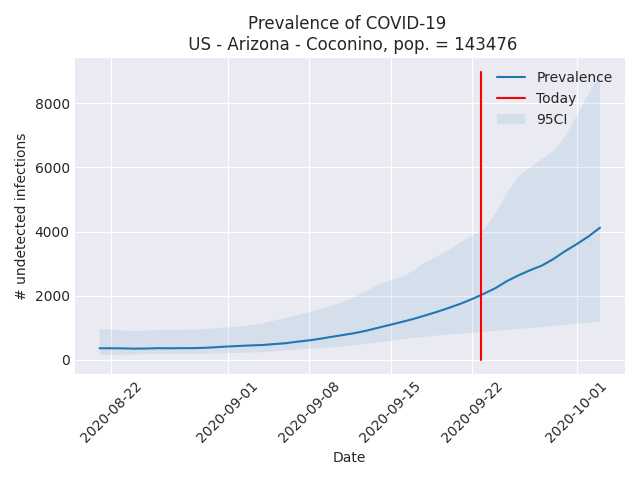 Prevalence of COVID-19
US - Arizona - Coconino, pop. = 143476
Prevalence
Today
95CI
# undetected infections
8000
6000
4000
2000
0
2020-08-22
2020-09-01
2020-09-08
2020-09-15
2020-09-22
2020-10-01
Date